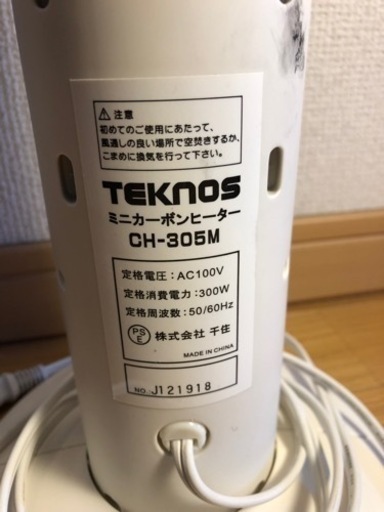 ⚠注意
初めてのご使用にあたって、
風通しの良い場所で空焚きするか、
こまめに換気を行って下さい。
TEKNOS
ミニカーボンヒーター
CH-305M
定格電圧:AC100V
定格消費電力:300W
定格周波数:50/60Hz
PSE 株式会社 千住
MADE IN CHINA
NO. J121918